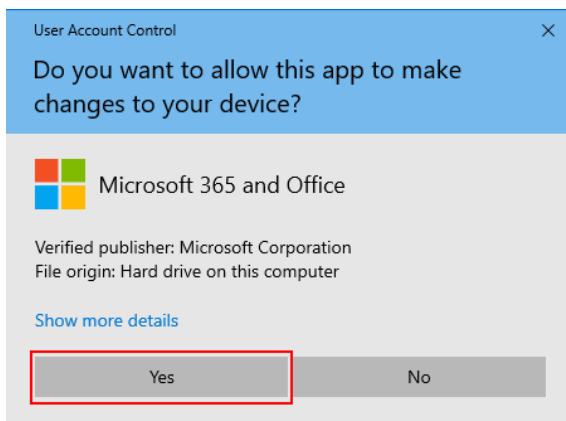 User Account Control
Do you want to allow this app to make
changes to your device?
Microsoft 365 and Office
Verified publisher: Microsoft Corporation
File origin: Hard drive on this computer
Show more details
Yes
No